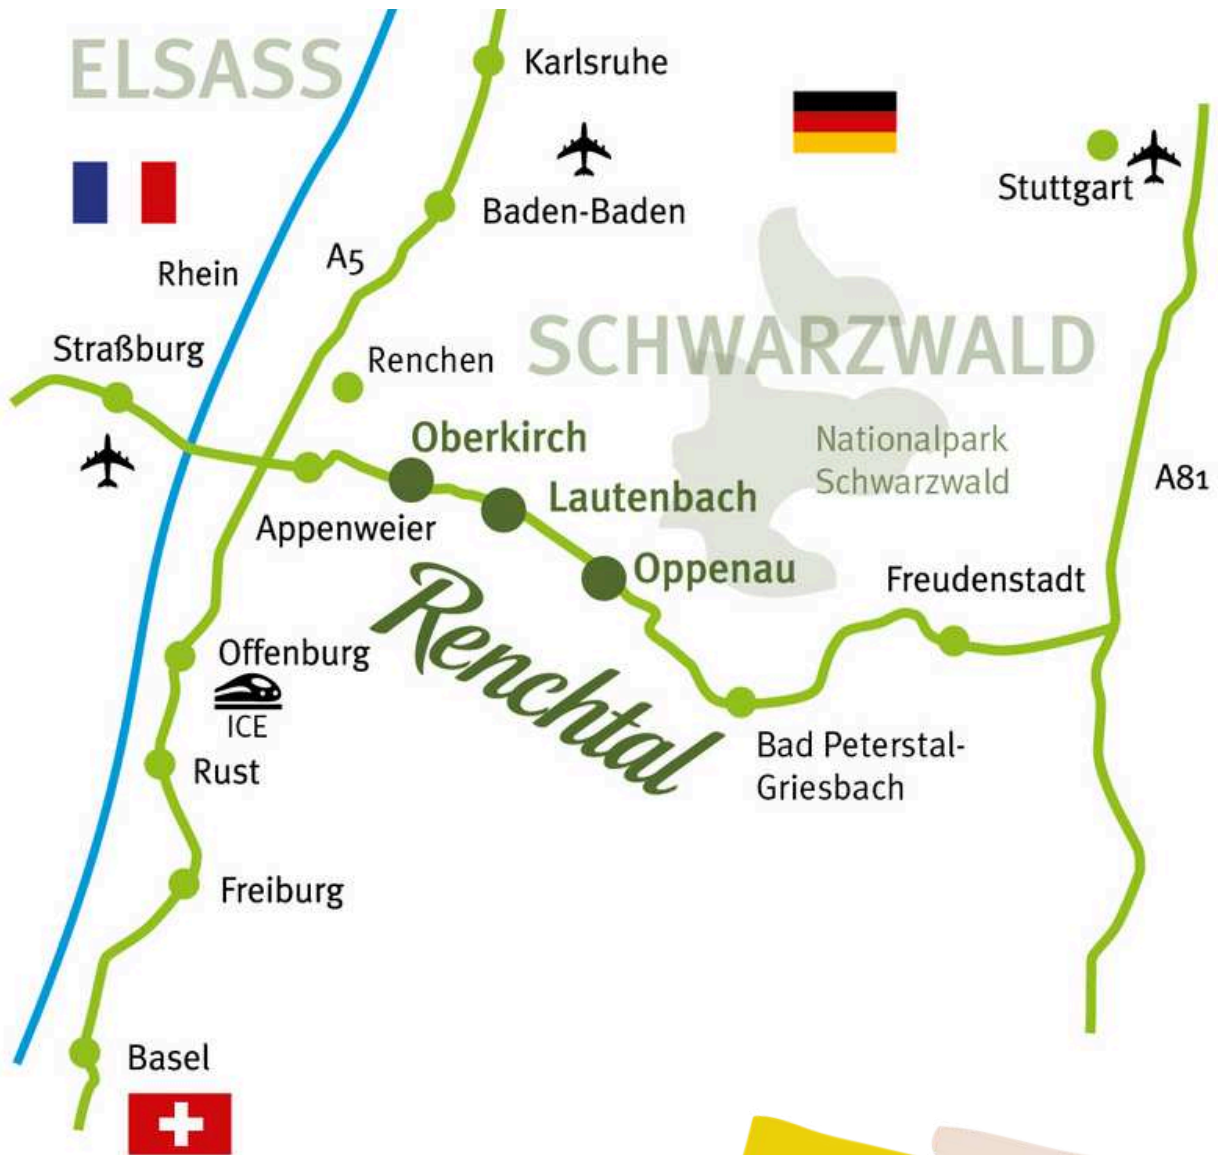 ELSASS
Karlsruhe
Stuttgart
Baden-Baden
A5
Rhein
Straßburg
Renchen
SCHWARZWALD
Oberkirch
Nationalpark
Schwarzwald
A81
Lautenbach
Appenweier
Oppenau
Freudenstadt
Renchtal
Offenburg
ICE
Rust
Bad Peterstal-
Griesbach
Freiburg
Basel